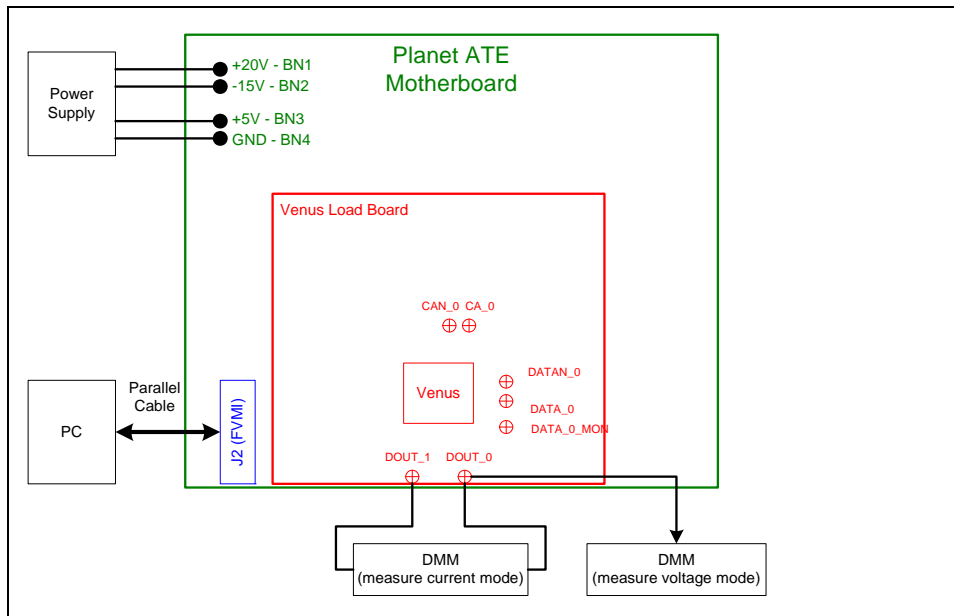 Planet ATE
Motherboard
+20V - BN1
-15V - BN2
+5V - BN3
GND - BN4
Power
Supply
Venus Load Board
CAN_0 CA_0
DATAN_0
Venus
DATA_0
DATA_0_MON
Parallel
Cable
PC
J2 (FVMI)
DOUT_1 DOUT_0
DMM
(measure current mode)
DMM
(measure voltage mode)